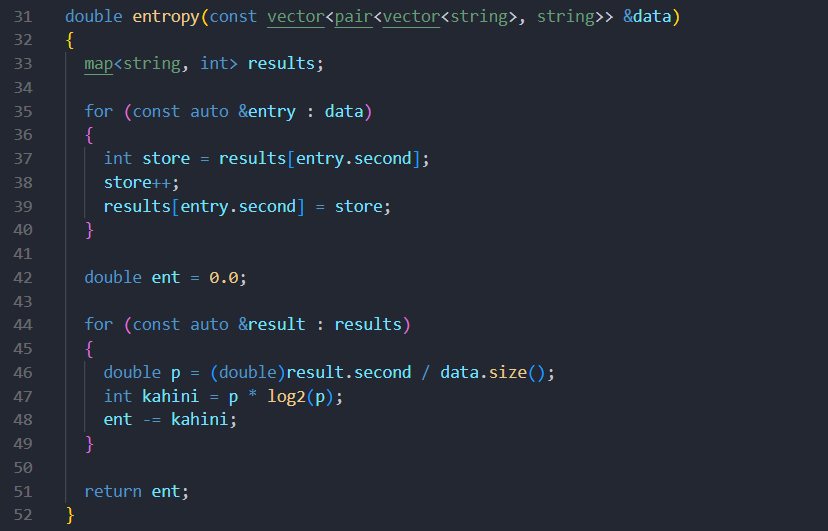 31 double entropy(const vector<pair<vector<string>, string>> &data)
32 {
33     map<string, int> results;
34
35     for (const auto &entry : data)
36     {
37         int store = results[entry.second];
38         store++;
39         results[entry.second] = store;
40     }
41
42     double ent = 0.0;
43
44     for (const auto &result : results)
45     {
46         double p = (double)result.second / data.size();
47         int kahini = p * log2(p);
48         ent -= kahini;
49     }
50
51     return ent;
52 }